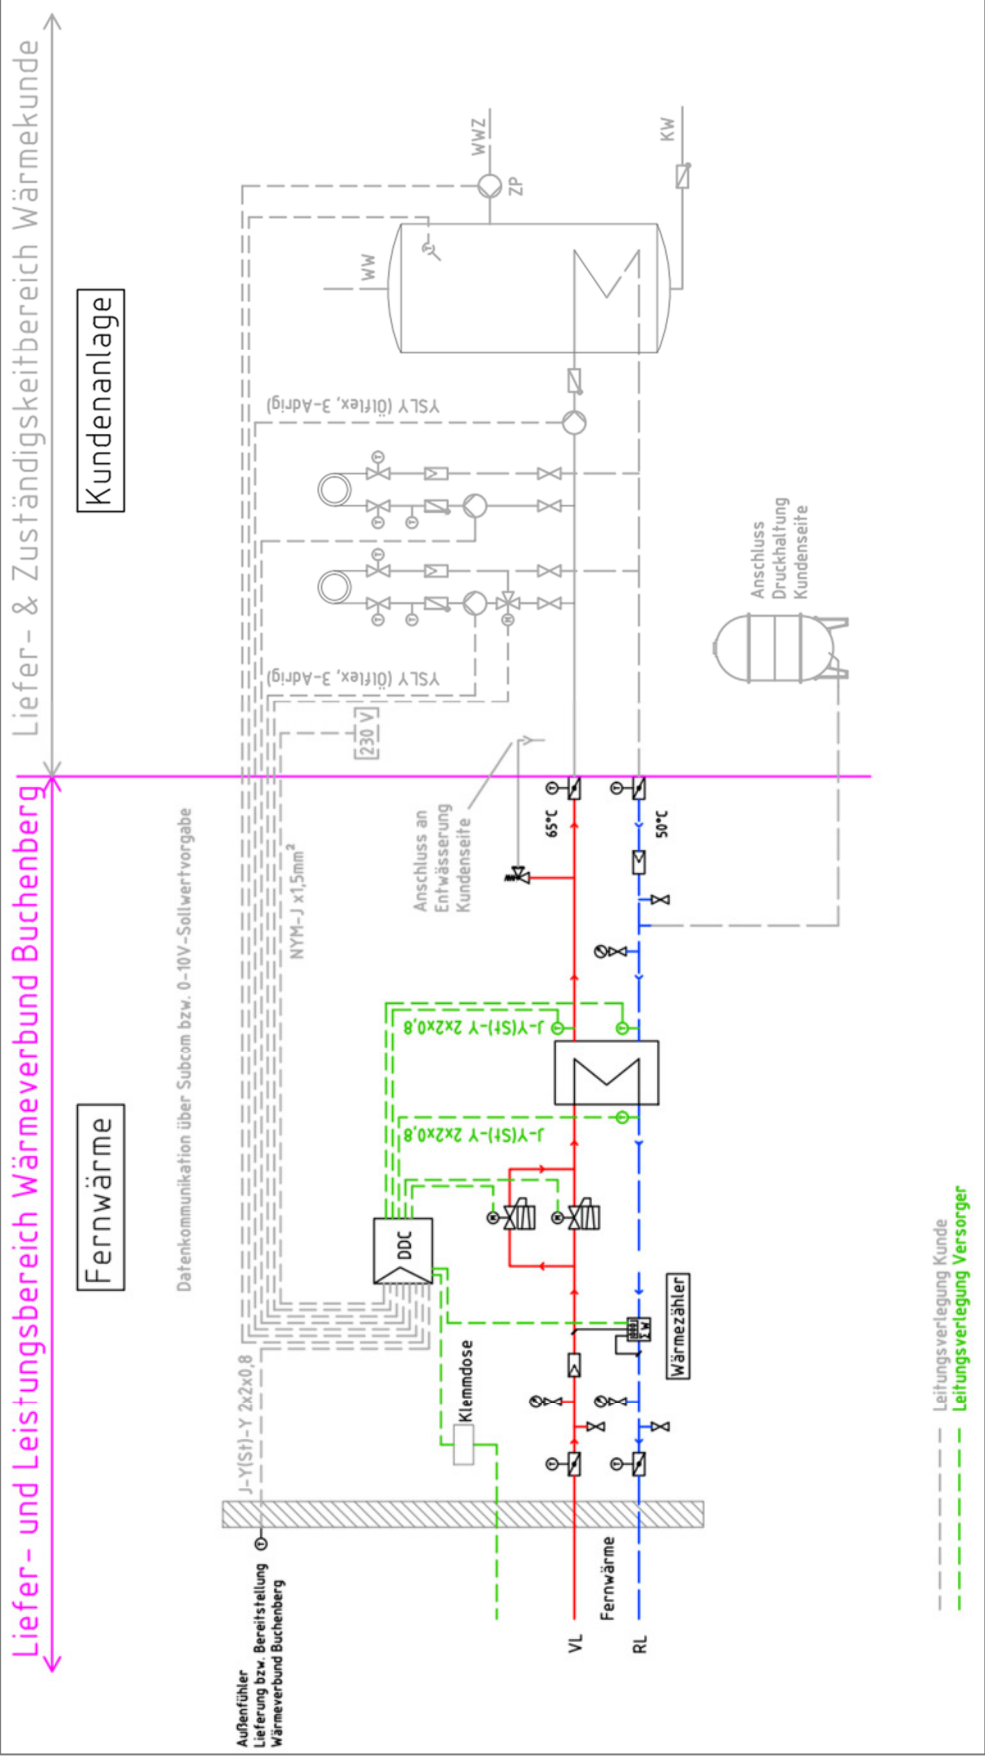 Liefer- und Leistungsbereich Wärmeverbund Buchenberg
Liefer- & Zuständigskeitbereich Wärmekunde
Fernwärme
Kundenanlage
Datenkommunikation über Subcom bzw. 0-10V-Sollwertvorgabe
J-Y(St)-Y 2x2x0,8
NYM-J x1,5mm²
230 V
YSLY (Ölflex, 3-Adrig)
YSLY (Ölflex, 3-Adrig)
WW
WWZ
ZP
KW
Außenfühler
Lieferung bzw. Bereitstellung
Wärmeverbund Buchenberg
T
DDC
Klemmdose
J-Y(St)-Y 2x2x0,8
J-Y(St)-Y 2x2x0,8
M
M
Anschluss an
Entwässerung
Kundenseite
65°C
50°C
Anschluss
Druckhaltung
Kundenseite
VL
Fernwärme
RL
Wärmezähler
Leitungsverlegung Kunde
Leitungsverlegung Versorger